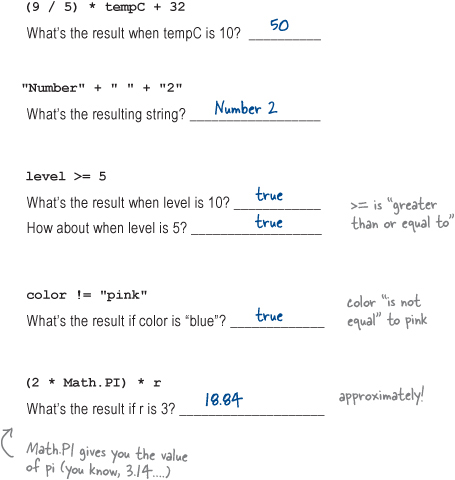 (9 / 5) * tempC + 32
What's the result when tempC is 10? 50
"Number" + " " + "2"
What's the resulting string? Number 2
level >= 5
What's the result when level is 10? true
How about when level is 5? true
>= is "greater
than or equal to"
color != "pink"
What's the result if color is "blue"? true
color "is not
equal" to pink
(2 * Math.PI) * r
What's the result if r is 3? 18.84
approximately!
Math.PI gives you the value
of pi (you know, 3.14....)